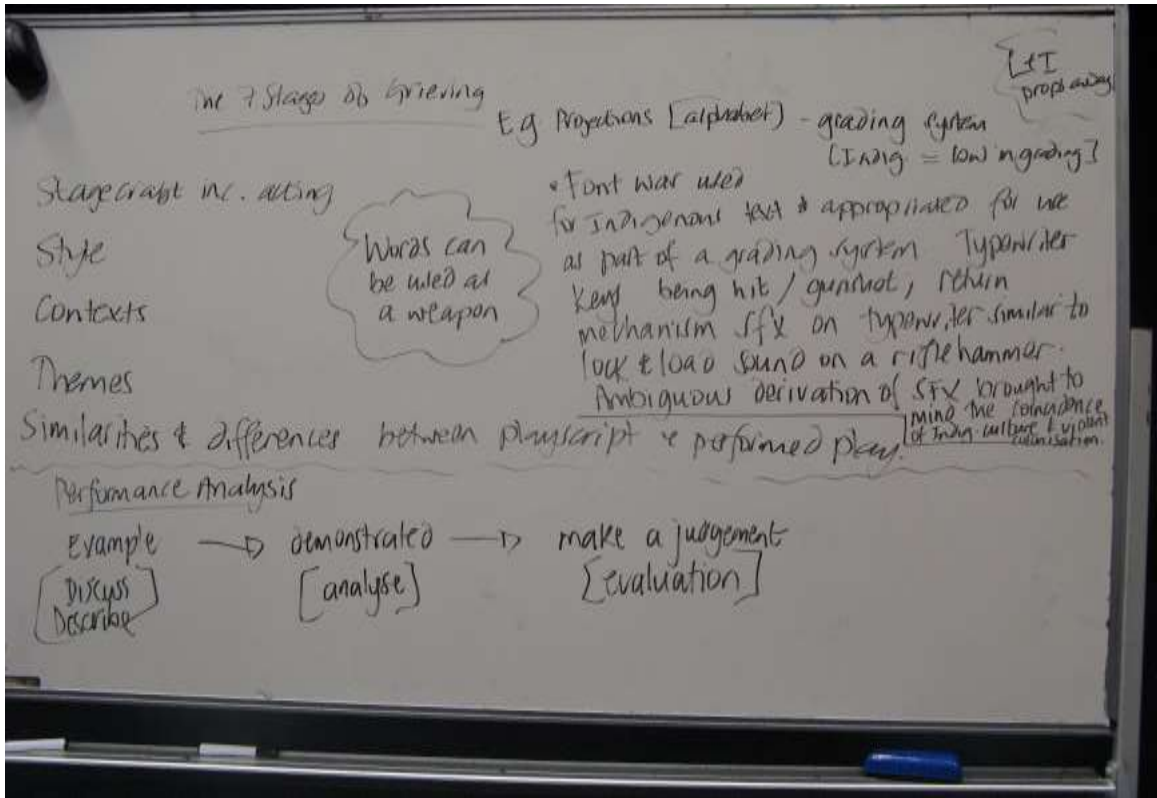 The 7 Stages of Grieving
L&I
props away
Eg Projections [alphabet) - grading system
[Indig = low in grading]
Stagecraft inc. acting
Style
Contexts
Themes
Words can
be used as
a weapon
• Font was used
for Indigenous text & appropriated for use
as part of a grading system Typewriter
keys being hit / gunshot, return
mechanism sfx on typewriter similar to
lock & load sound on a rifle hammer.
Ambiguous derivation of SFX brought to
mind the coincidence
of Indig. culture & violent
colonisation.
Similarities & differences between playscript & performed play.
Performance Analysis
Example → demonstrated → make a judgement
[Discuss
Describe]
[analyse]
[evaluation]